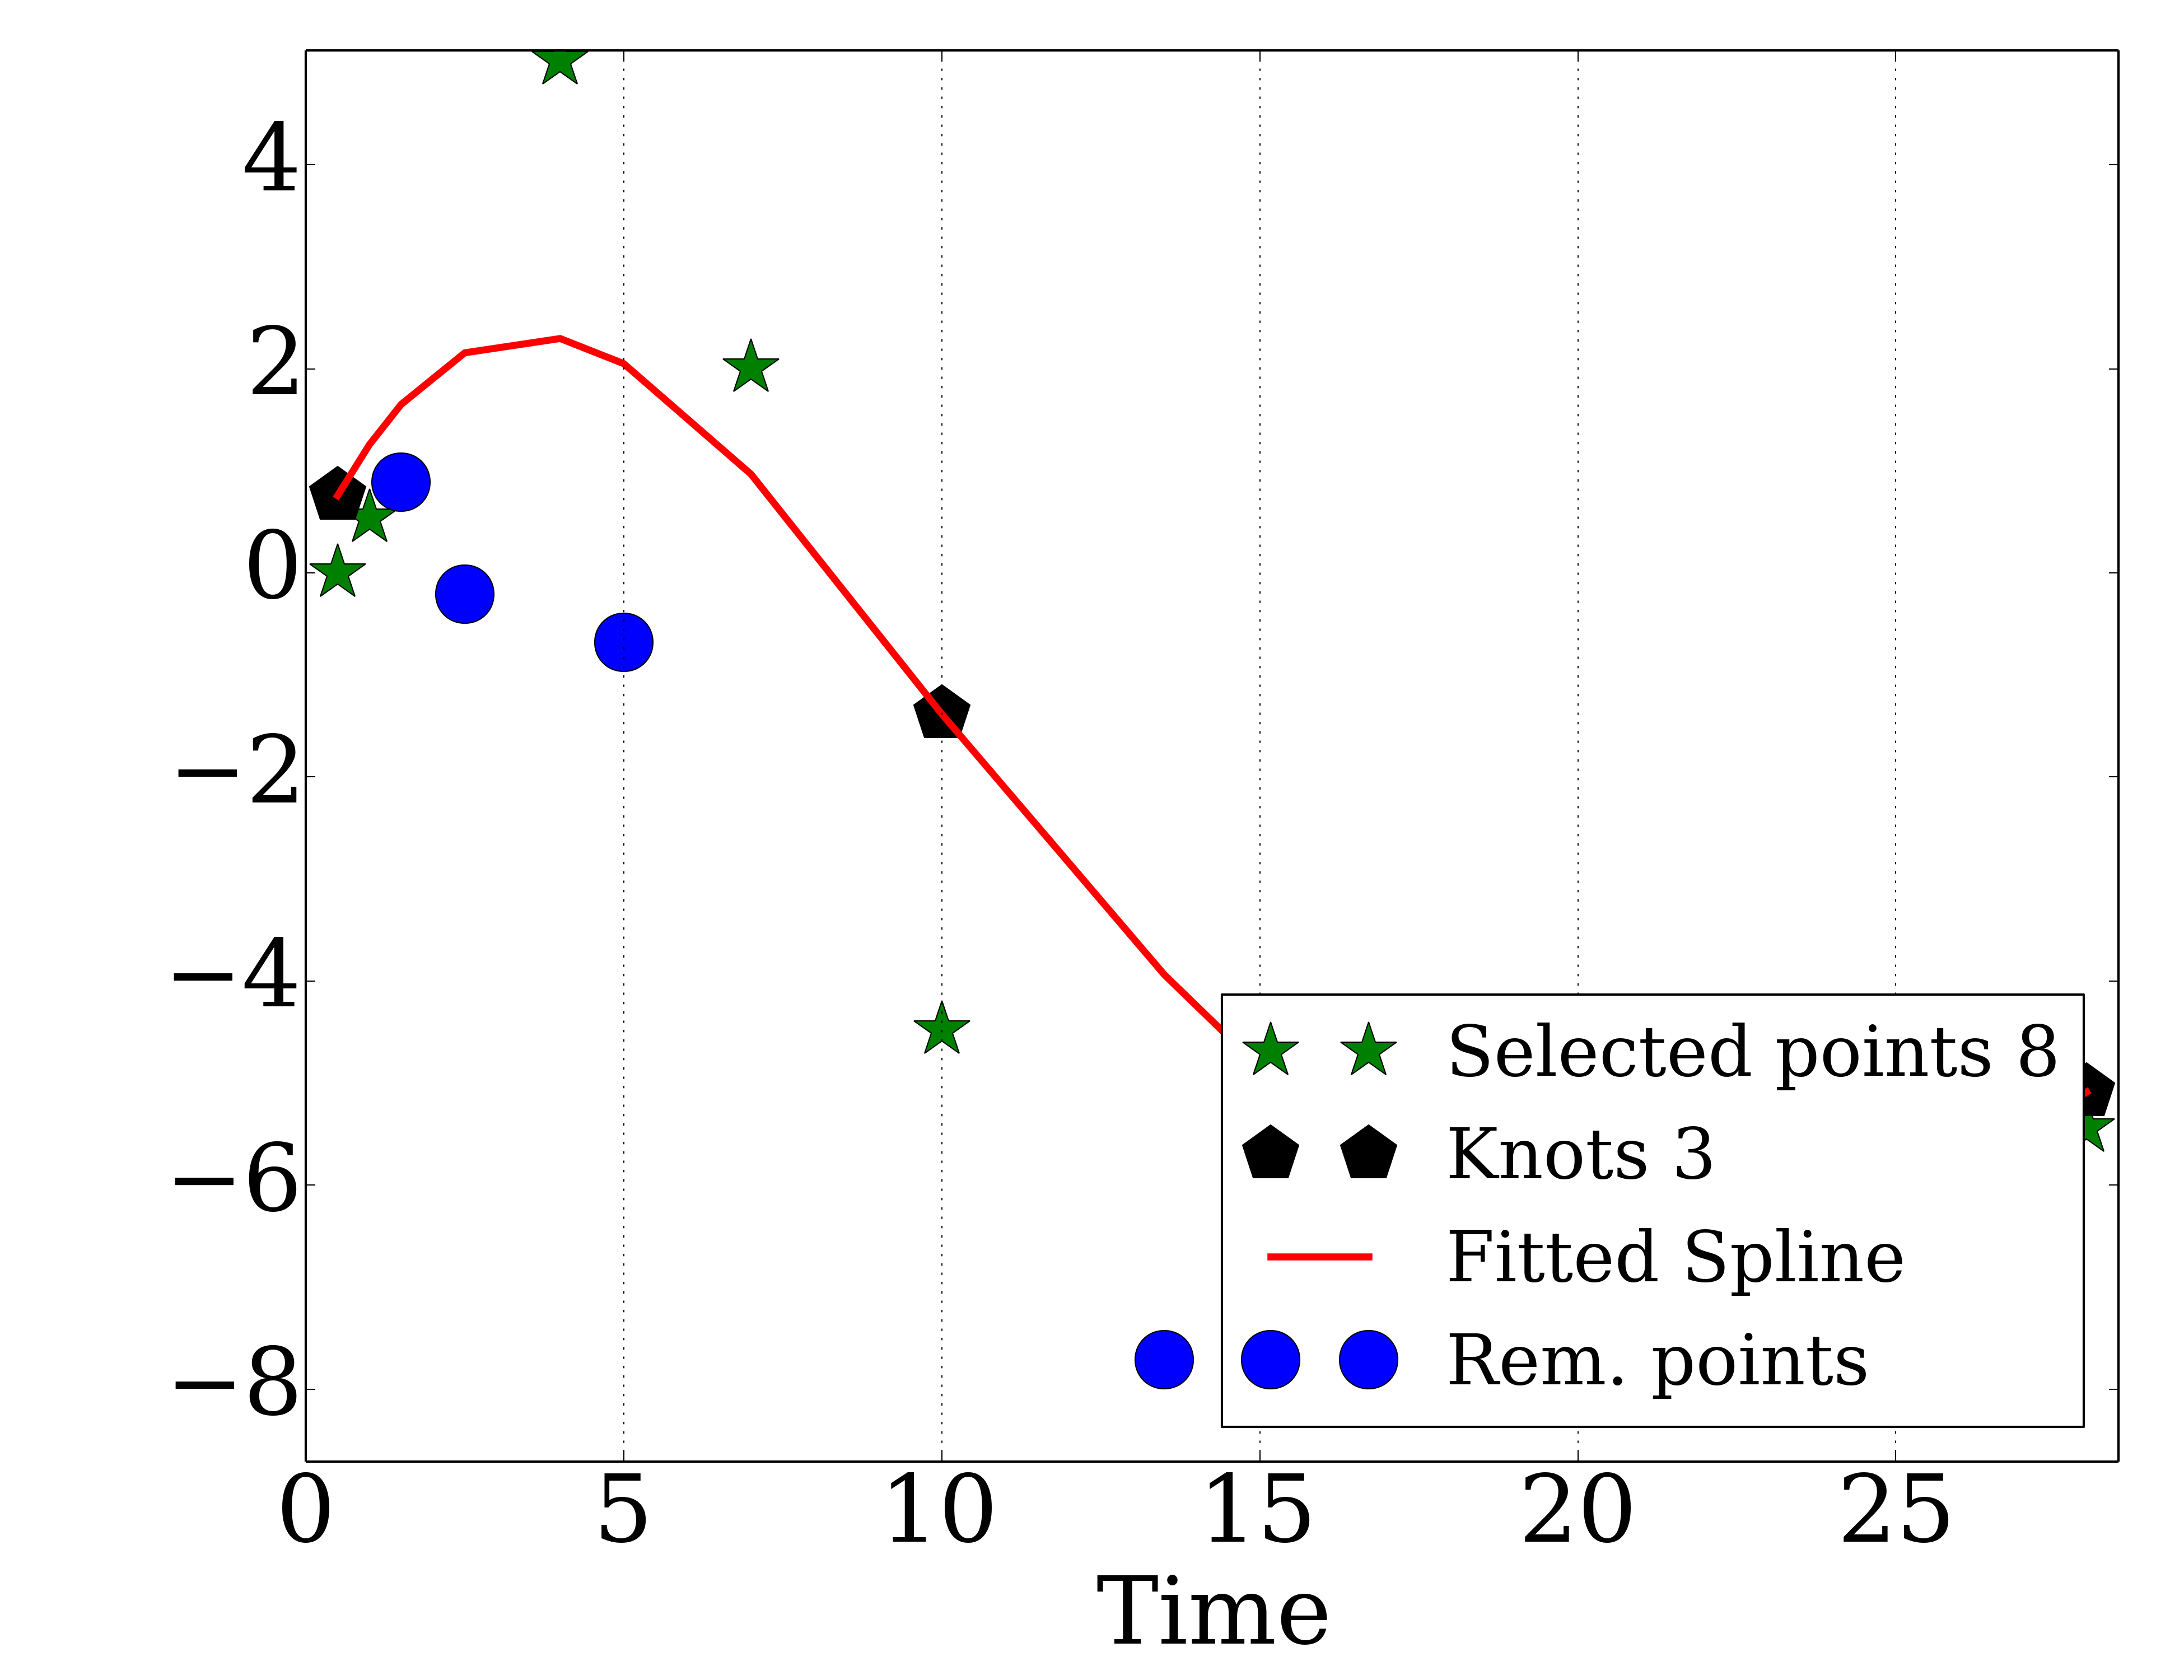 4
2
0
−2
−4
−6
−8
Selected points 8
Knots 3
Fitted Spline
Rem. points
0 5 10 15 20 25
Time